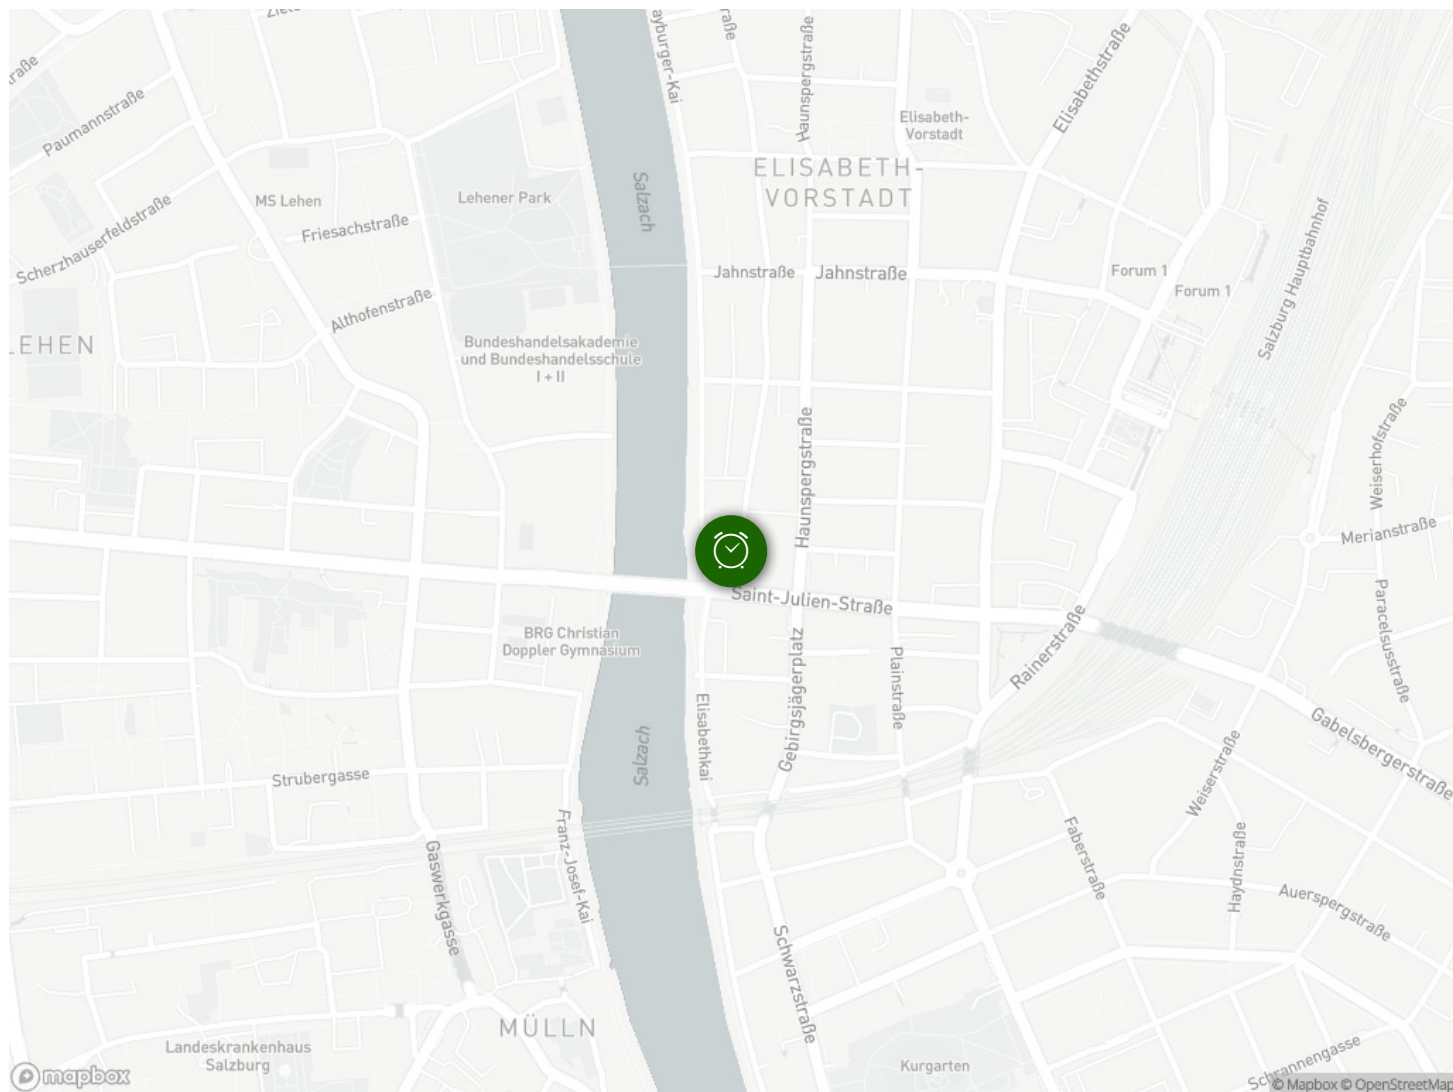 ayburger-Kai
Haunspergstraße
Elisabethstraße
Paumannstraße
Elisabeth-
Vorstadt
ELISABETH-
VORSTADT
MS Lehen
Lehener Park
Salzach
Scherzhauserfeldstraße
Friesachstraße
Jahnstraße
Jahnstraße
Forum 1
Forum 1
Salzburg Hauptbahnhof
Althofenstraße
LEHEN
Bundeshandelsakademie
und Bundeshandelsschule
I + II
Haunspergstraße
Weiserhofstraße
Merianstraße
Saint-Julien-Straße
BRG Christian
Doppler Gymnasium
Paracelsusstraße
Rainerstraße
Plainstraße
Gebirgsjägerplatz
Elisabethkai
Salzach
Gabelsbergerstraße
Weiserstraße
Strubergasse
Franz-Josef-Kai
Gaswerkgasse
Faberstraße
Haydnstraße
Auerspergstraße
Schwarzstraße
MÜLLN
Landeskrankenhaus
Salzburg
Kurgarten
Schrannengasse
mapbox
© Mapbox © OpenStreetMap